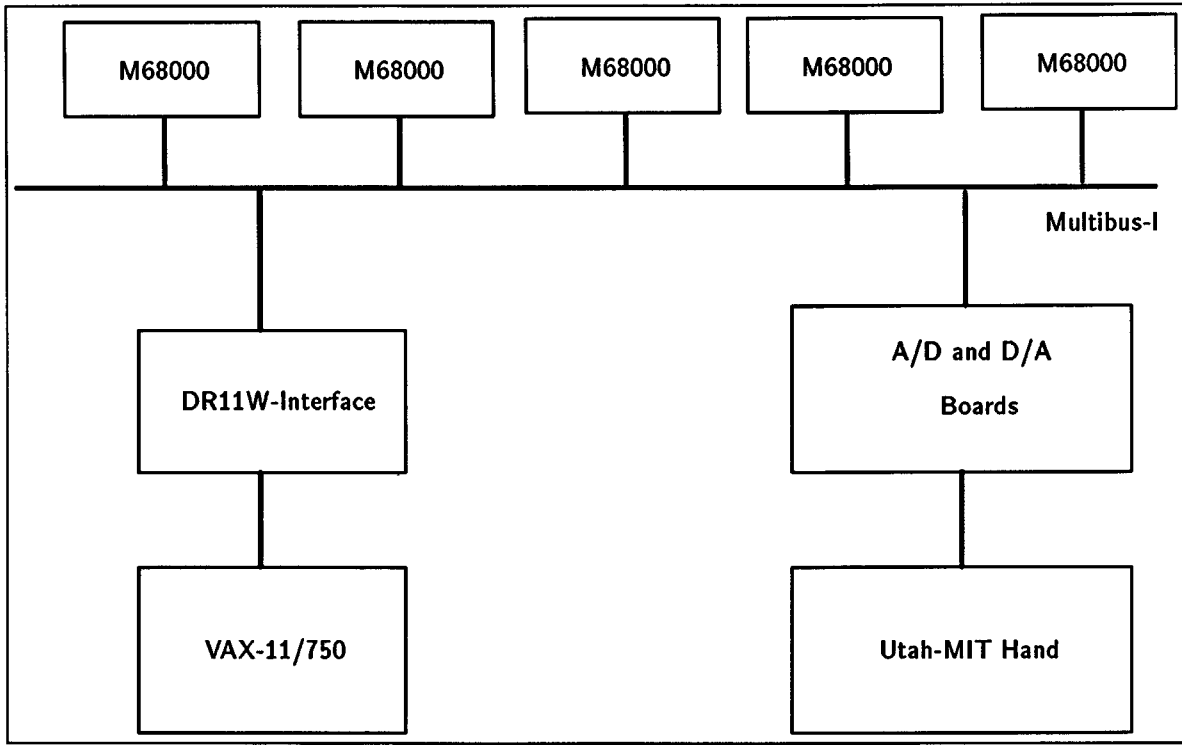 M68000
M68000
M68000
M68000
M68000
Multibus-I
DR11W-Interface
A/D and D/A
Boards
VAX-11/750
Utah-MIT Hand